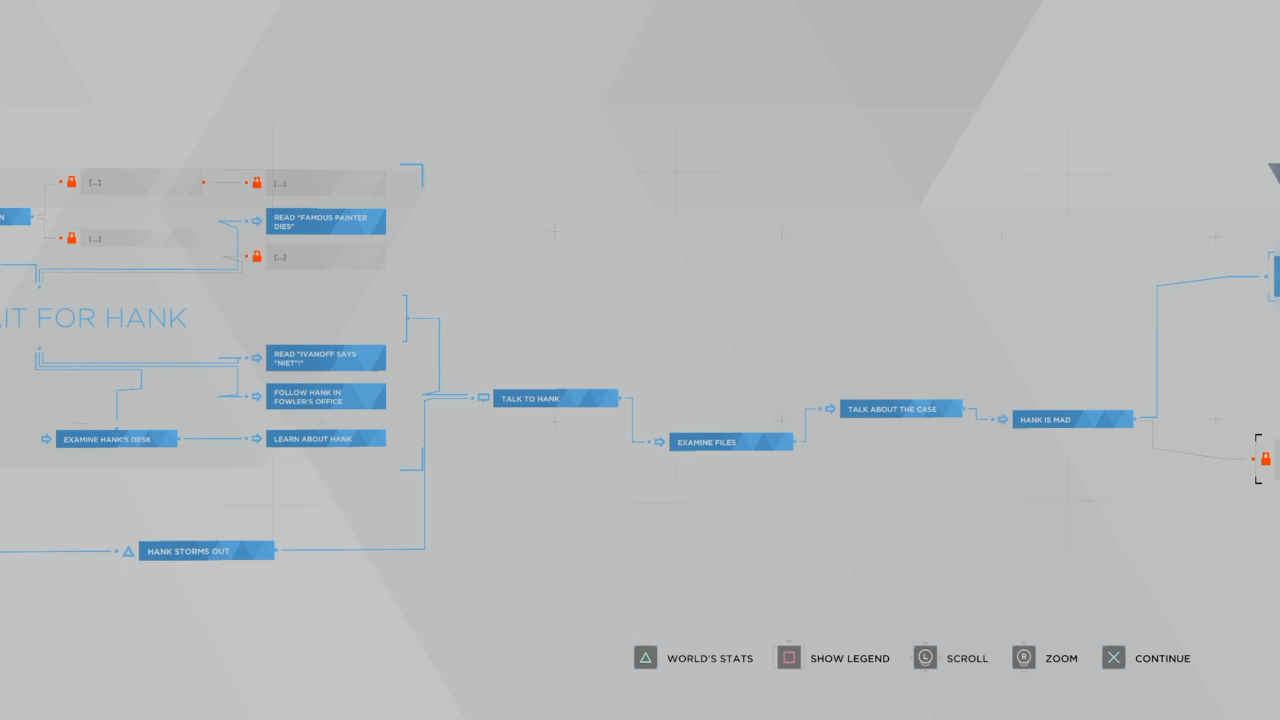 [...]
[...]
N
READ "FAMOUS PAINTER
DIES"
[...]
[...]
IT FOR HANK
READ "IVANOFF SAYS
"NIET"!"
FOLLOW HANK IN
FOWLER'S OFFICE
TALK TO HANK
TALK ABOUT THE CASE
HANK IS MAD
EXAMINE HANK'S DESK
LEARN ABOUT HANK
EXAMINE FILES
HANK STORMS OUT
WORLD'S STATS
SHOW LEGEND
L
SCROLL
R
ZOOM
CONTINUE